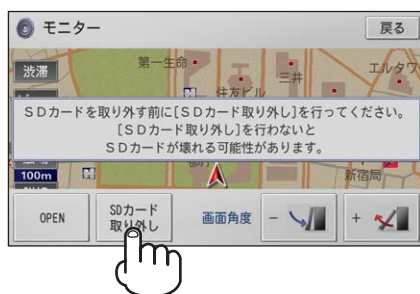 モニター
戻る
渋滞
第一生命
三井
エルタワ
住友ビル
SDカードを取り外す前に[SDカード取り外し]を行ってください。
[SDカード取り外し]を行わないと
SDカードが壊れる可能性があります。
都庁
100m
新宿局
OPEN
SDカード
取り外し
画面角度
－
＋